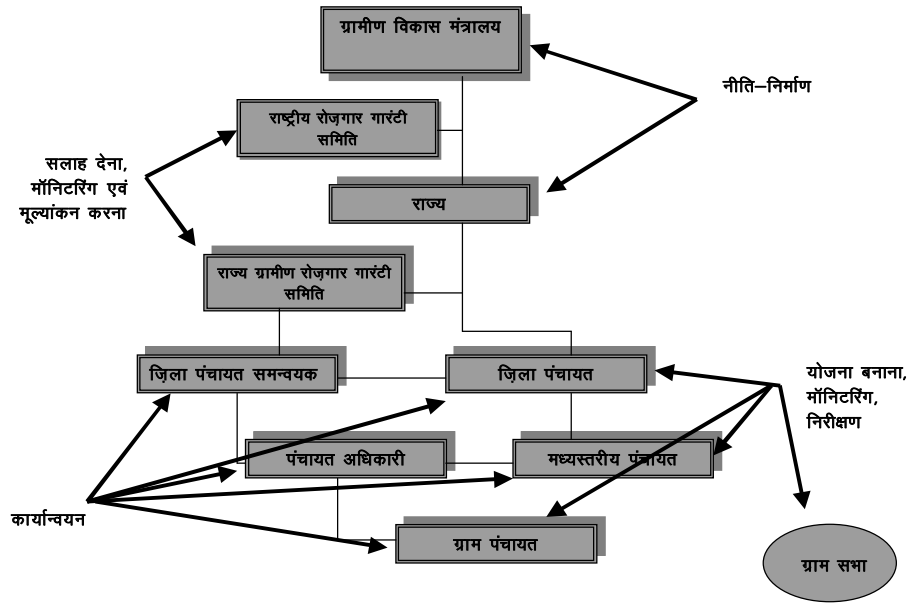 ग्रामीण विकास मंत्रालय
नीति–निर्माण
राष्ट्रीय रोज़गार गारंटी
समिति
सलाह देना,
मॉनिटरिंग एवं
मूल्यांकन करना
राज्य
राज्य ग्रामीण रोज़गार गारंटी
समिति
ज़िला पंचायत समन्वयक
ज़िला पंचायत
योजना बनाना,
मॉनिटरिंग,
निरीक्षण
पंचायत अधिकारी
मध्यस्तरीय पंचायत
कार्यान्वयन
ग्राम पंचायत
ग्राम सभा